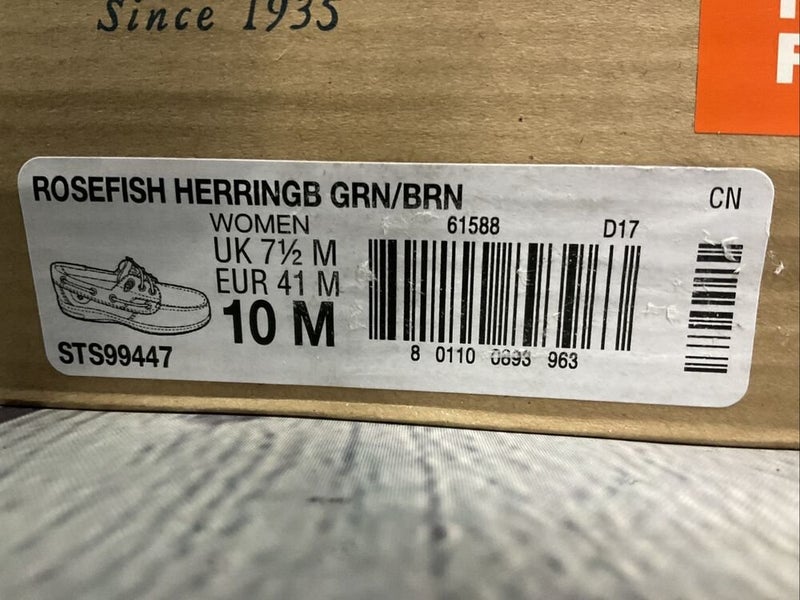 Since 1935
ROSEFISH HERRINGB GRN/BRN
CN
WOMEN
61588
D17
UK 7½ M
EUR 41 M
10 M
STS99447
8 0110 0893 963